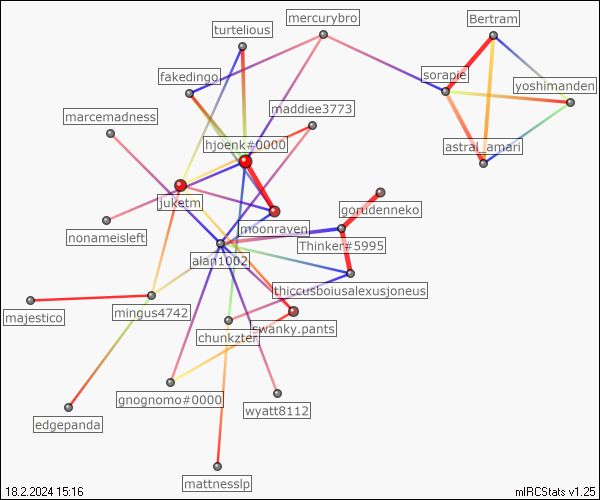 mercurybro
Bertram
turtelious
fakedingo
sorapie
yoshimanden
maddiee3773
marcemadness
hjoenk#0000
astral_amari
juketm
gorudenneko
moonraven
nonameisleft
Thinker#5995
alan1002
thiccusboiusalexusjoneus
mingus4742
majestico
swanky.pants
chunkzter
gnognomo#0000
wyatt8112
edgepanda
mattnesslp
18.2.2024 15:16
mIRCStats v1.25